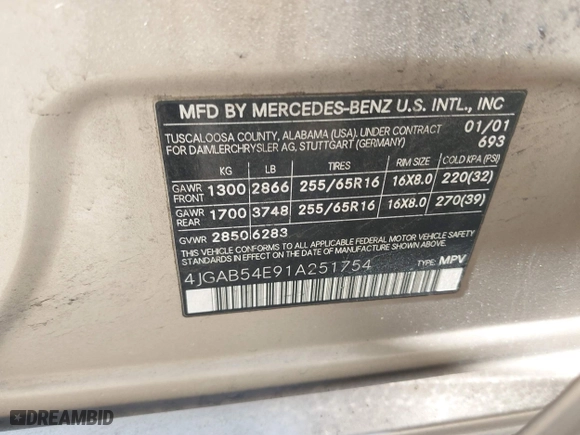 MFD BY MERCEDES-BENZ U.S. INTL., INC
TUSCALOOSA COUNTY, ALABAMA (USA). UNDER CONTRACT 01/01
FOR DAIMLERCHRYSLER AG, STUTTGART (GERMANY) 693
KG LB TIRES RIM SIZE COLD KPA (PSI)
GAWR FRONT 1300 2866 255/65R16 16X8.0 220(32)
GAWR REAR 1700 3748 255/65R16 16X8.0 270(39)
GVWR 2850 6283
THIS VEHICLE CONFORMS TO ALL APPLICABLE FEDERAL MOTOR VEHICLE SAFETY
STANDARDS IN EFFECT ON THE DATE OF MANUFACTURE SHOWN ABOVE.
4JGAB54E91A251754 TYPE: MPV
DREAMBID